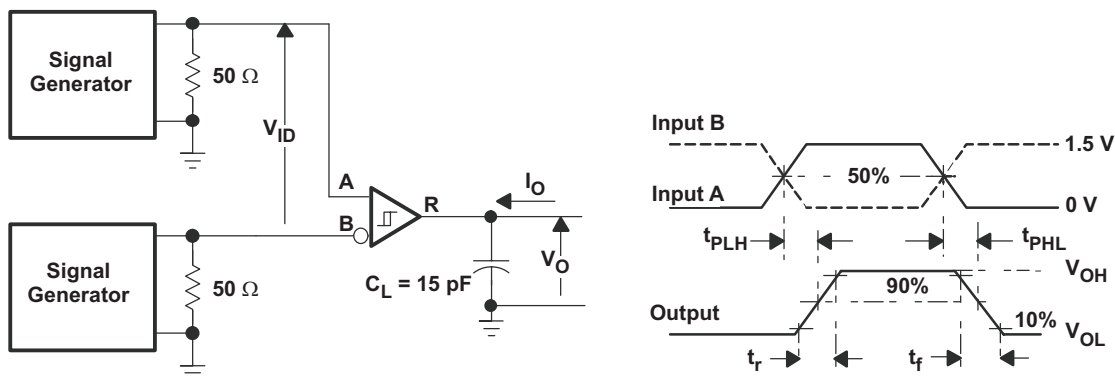 Signal
Generator
50 Ω
V_ID
A
B
R
I_O
V_O
C_L = 15 pF
Signal
Generator
50 Ω
Input B
1.5 V
50%
Input A
0 V
t_PLH
t_PHL
V_OH
90%
Output
10%
V_OL
t_r
t_f